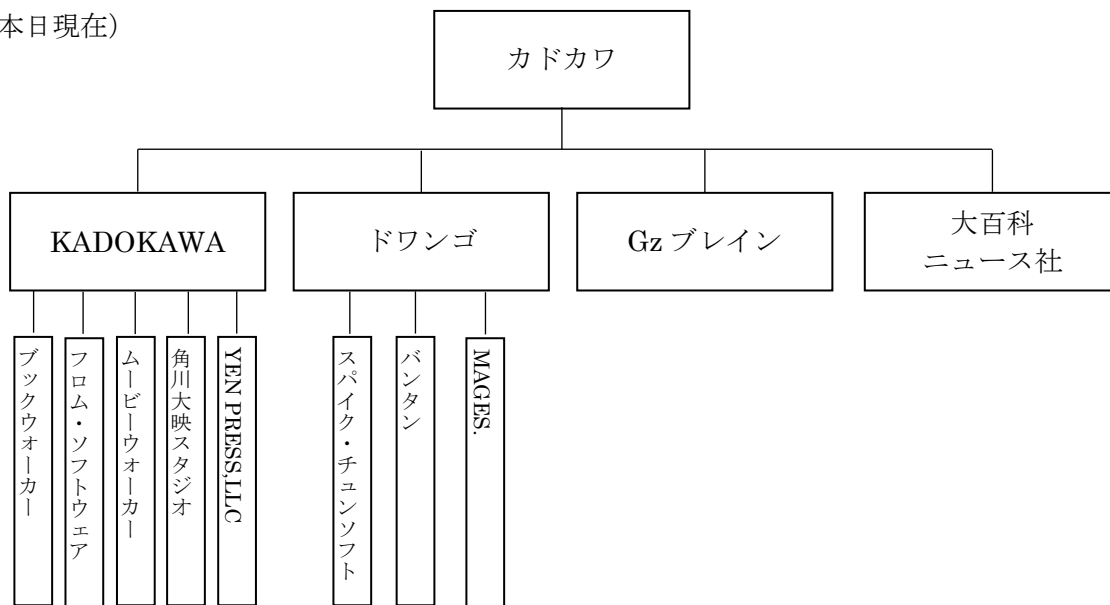 本日現在)
カドカワ
KADOKAWA
ドワンゴ
Gz ブレイン
大百科
ニュース社
ブックウォーカー
フロム・ソフトウェア
ムービーウォーカー
角川大映スタジオ
YEN PRESS,LLC
スパイク・チュンソフト
バンタン
MAGES.